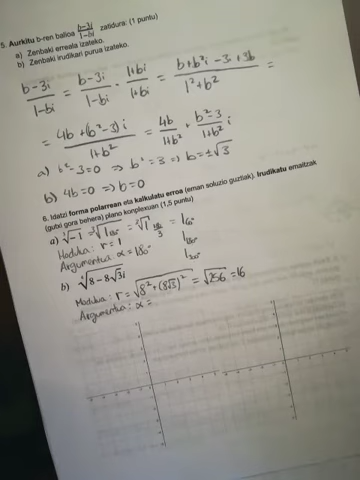 5. Aurkitu b-ren balioa (b-3i)/(1-bi) zatidura: (1 puntu)
a) Zenbaki erreala izateko.
b) Zenbaki irudikari purua izateko.
(b-3i)/(1-bi) = (b-3i)/(1-bi) · (1+bi)/(1+bi) = (b+b²i-3i+3b)/(1²+b²) =
= (4b+(b²-3)i)/(1+b²) = 4b/(1+b²) + (b²-3)/(1+b²) i
a) b²-3=0 ⇒ b²=3 ⇒ b=±√3
b) 4b=0 ⇒ b=0
6. Idatzi forma polarrean eta kalkulatu erroa (eman soluzio guztiak). Irudikatu emaitzak
(gutxi gora behera) plano konplexuan (1,5 puntu)
a) ³√-1 = ³√1₁₈₀° = ³√1 180/3 = 1₆₀°
Modulua: r=1
1₁₈₀°
Argumentua: α=180°
b) ⁴√8-8√3i
Modulua: r=√8²+(8√3)² = √256 = 16
Argumentua: α=